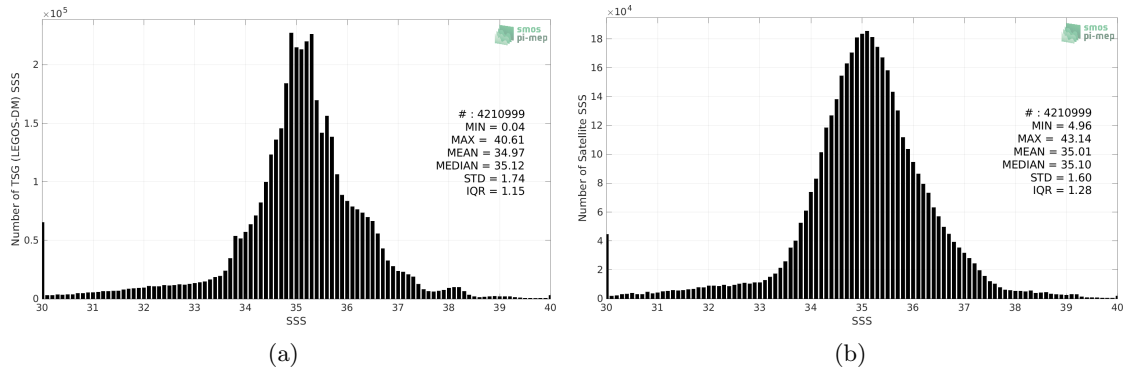 ×10^5
2
1.5
1
0.5
0
Number of TSG (LEGOS-DM) SSS
smos
pi-mep
# : 4210999
MIN = 0.04
MAX = 40.61
MEAN = 34.97
MEDIAN = 35.12
STD = 1.74
IQR = 1.15
30 31 32 33 34 35 36 37 38 39 40
SSS
(a)
×10^4
18
16
14
12
10
8
6
4
2
0
Number of Satellite SSS
smos
pi-mep
# : 4210999
MIN = 4.96
MAX = 43.14
MEAN = 35.01
MEDIAN = 35.10
STD = 1.60
IQR = 1.28
30 31 32 33 34 35 36 37 38 39 40
SSS
(b)